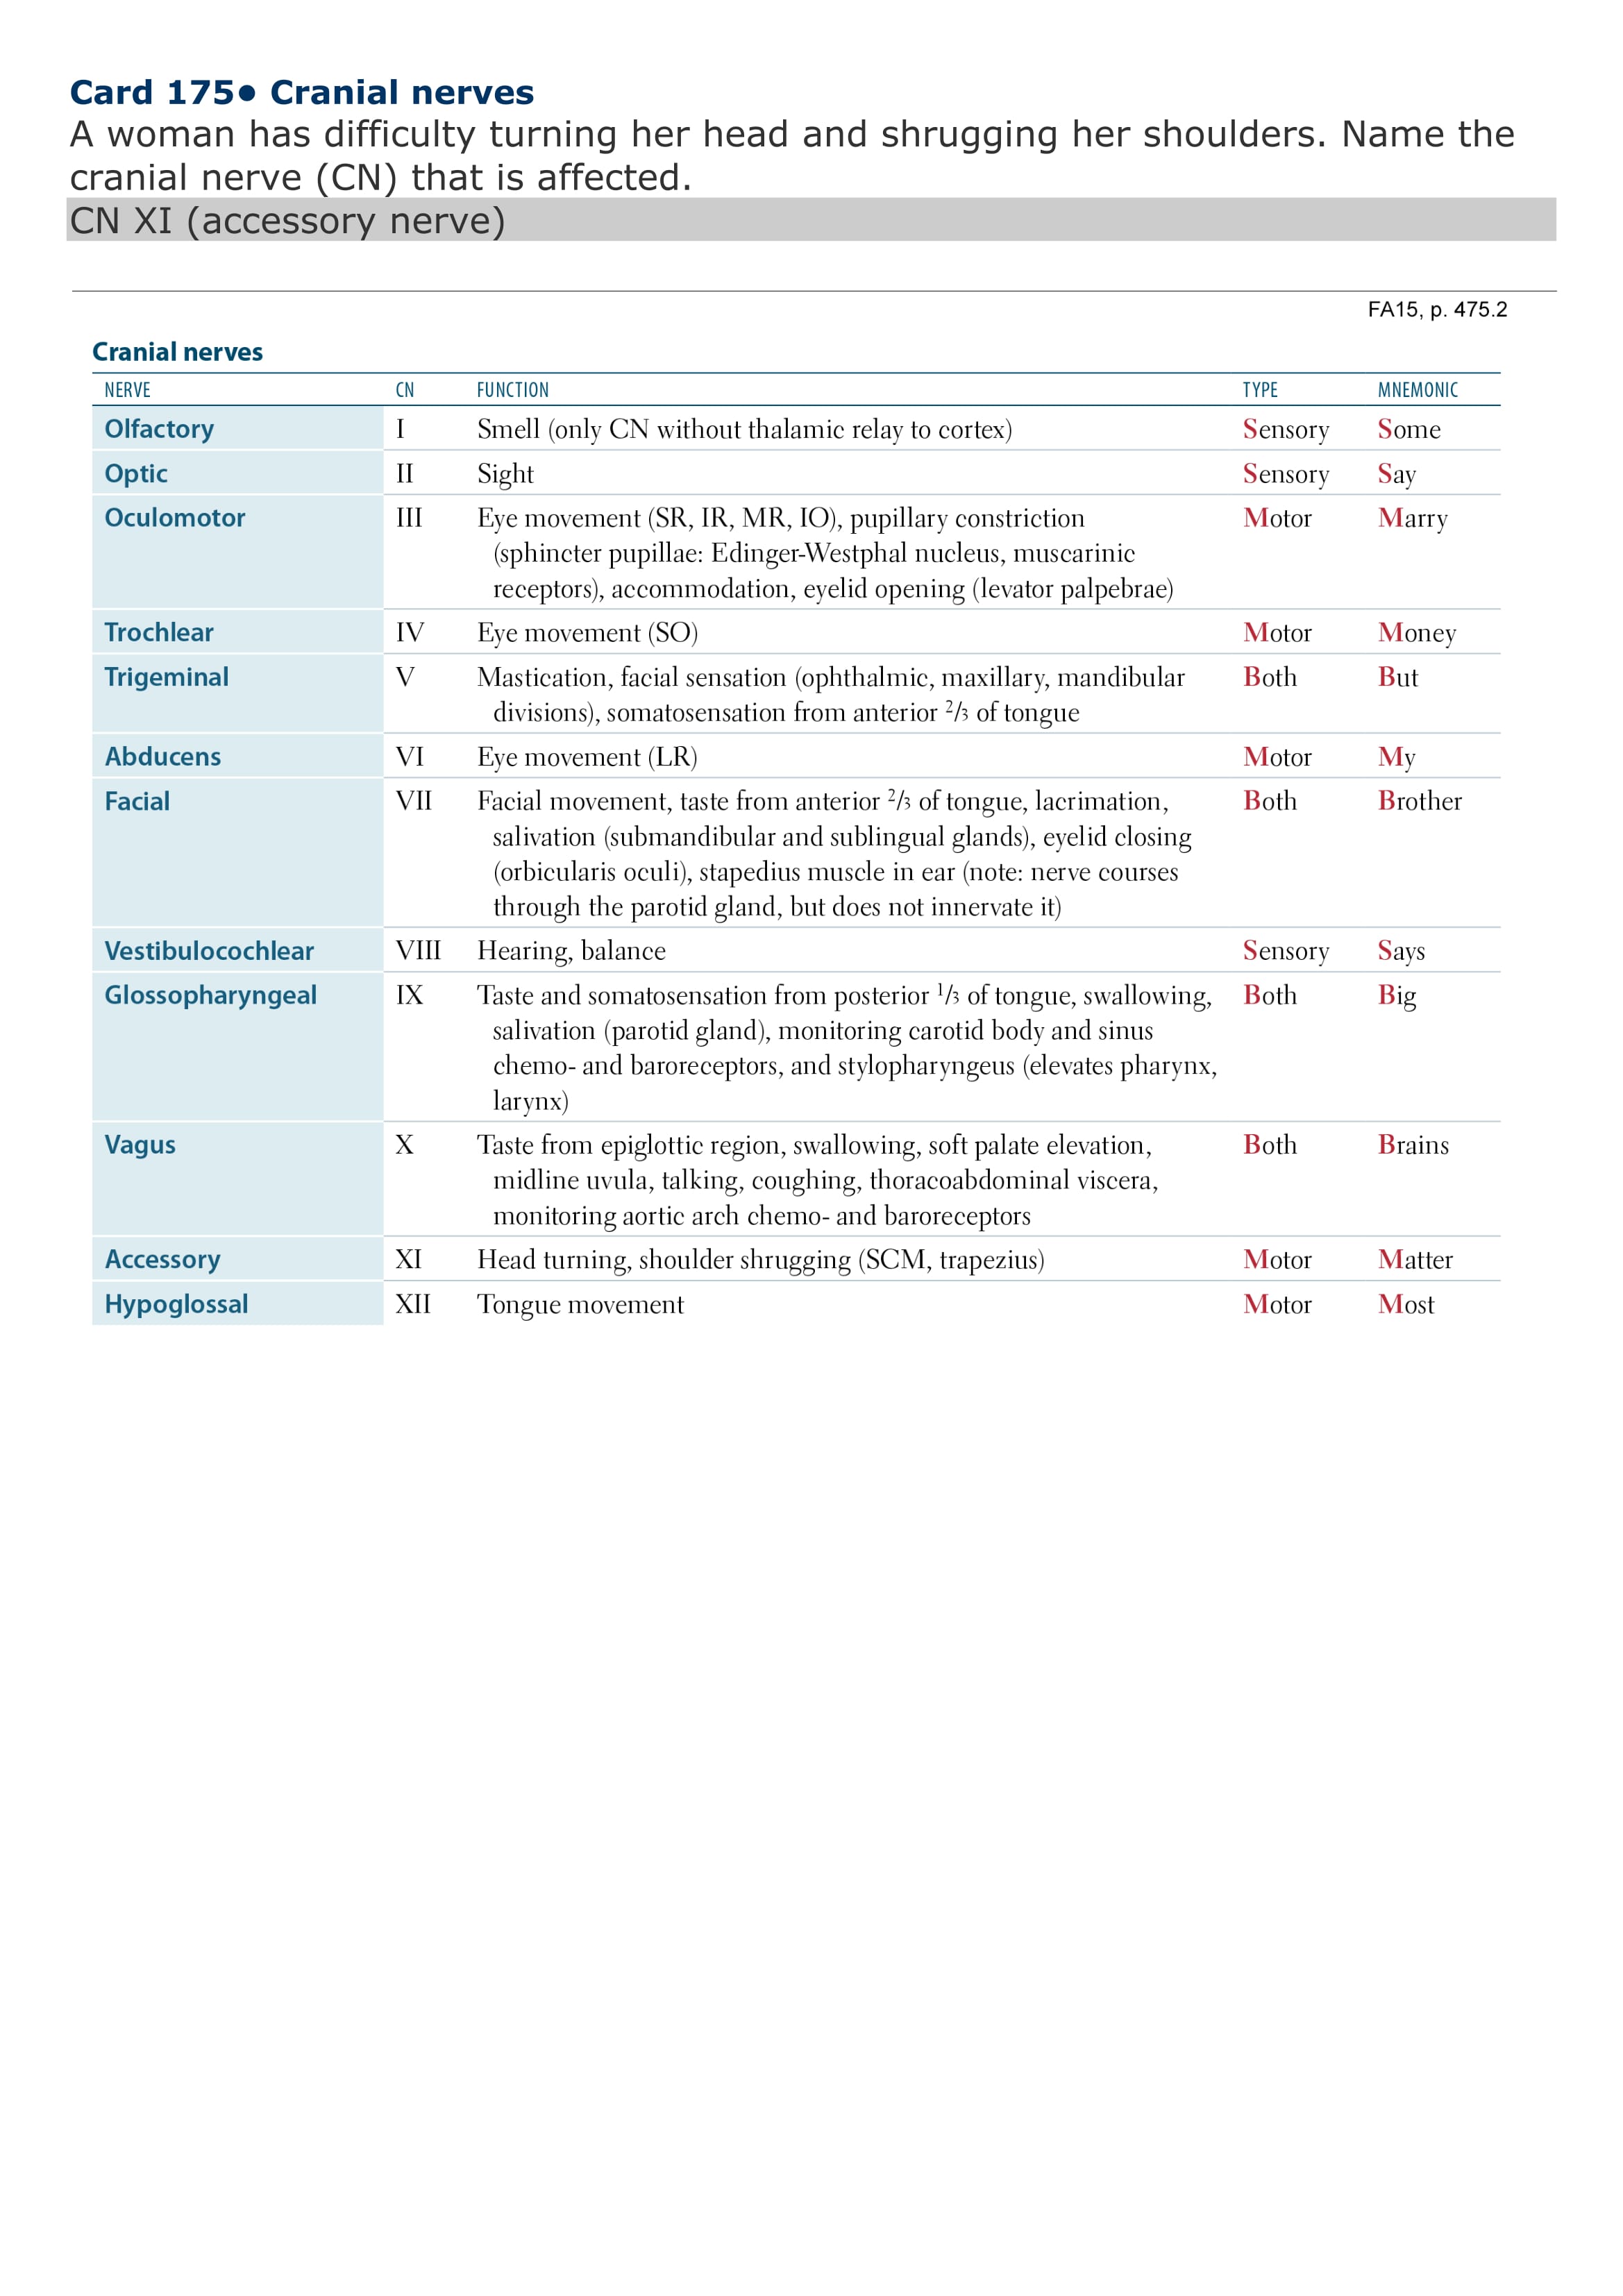 Card 175• Cranial nerves
A woman has difficulty turning her head and shrugging her shoulders. Name the
cranial nerve (CN) that is affected.
CN XI (accessory nerve)
FA15, p. 475.2
Cranial nerves
NERVE CN FUNCTION TYPE MNEMONIC
Olfactory I Smell (only CN without thalamic relay to cortex) Sensory Some
Optic II Sight Sensory Say
Oculomotor III Eye movement (SR, IR, MR, IO), pupillary constriction Motor Marry
(sphincter pupillae: Edinger-Westphal nucleus, muscarinic
receptors), accommodation, eyelid opening (levator palpebrae)
Trochlear IV Eye movement (SO) Motor Money
Trigeminal V Mastication, facial sensation (ophthalmic, maxillary, mandibular Both But
divisions), somatosensation from anterior 2/3 of tongue
Abducens VI Eye movement (LR) Motor My
Facial VII Facial movement, taste from anterior 2/3 of tongue, lacrimation, Both Brother
salivation (submandibular and sublingual glands), eyelid closing
(orbicularis oculi), stapedius muscle in ear (note: nerve courses
through the parotid gland, but does not innervate it)
Vestibulocochlear VIII Hearing, balance Sensory Says
Glossopharyngeal IX Taste and somatosensation from posterior 1/3 of tongue, swallowing, Both Big
salivation (parotid gland), monitoring carotid body and sinus
chemo- and baroreceptors, and stylopharyngeus (elevates pharynx,
larynx)
Vagus X Taste from epiglottic region, swallowing, soft palate elevation, Both Brains
midline uvula, talking, coughing, thoracoabdominal viscera,
monitoring aortic arch chemo- and baroreceptors
Accessory XI Head turning, shoulder shrugging (SCM, trapezius) Motor Matter
Hypoglossal XII Tongue movement Motor Most